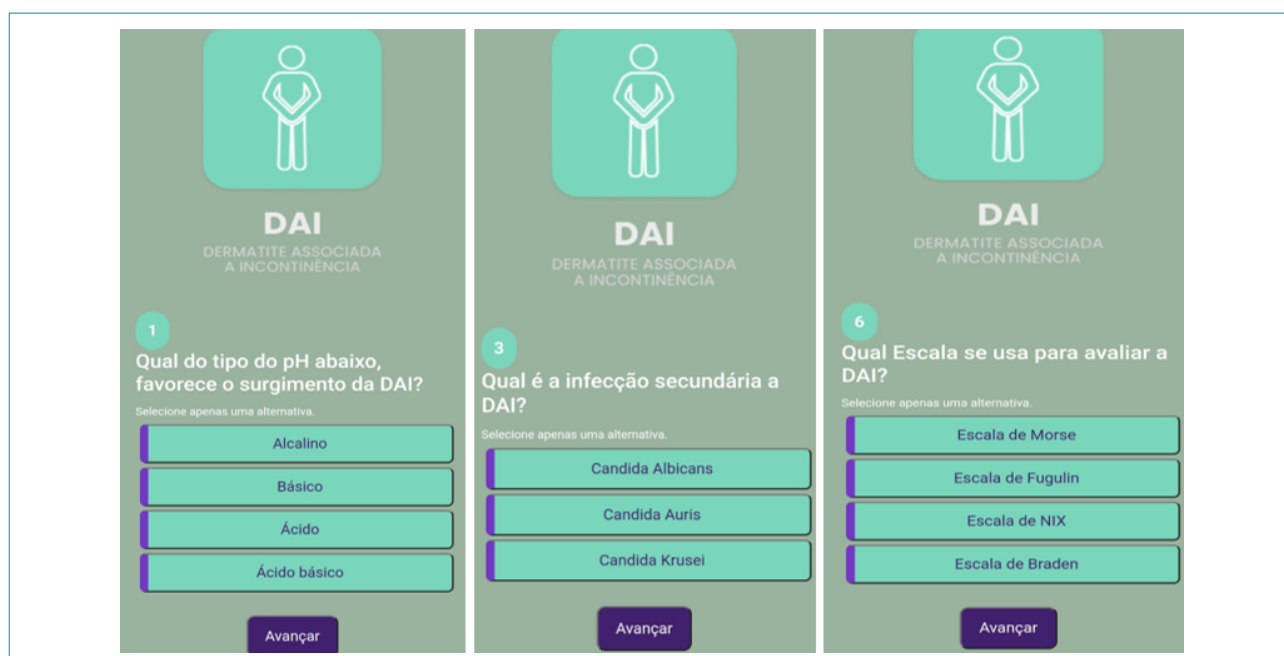 DAI
DERMATITE ASSOCIADA
A INCONTINÊNCIA
1
Qual do tipo do pH abaixo,
favorece o surgimento da DAI?
Selecione apenas uma alternativa.
Alcalino
Básico
Ácido
Ácido básico
Avançar
DAI
DERMATITE ASSOCIADA
A INCONTINÊNCIA
3
Qual é a infecção secundária a
DAI?
Selecione apenas uma alternativa.
Candida Albicans
Candida Auris
Candida Krusei
Avançar
DAI
DERMATITE ASSOCIADA
A INCONTINÊNCIA
6
Qual Escala se usa para avaliar a
DAI?
Selecione apenas uma alternativa.
Escala de Morse
Escala de Fugulin
Escala de NIX
Escala de Braden
Avançar